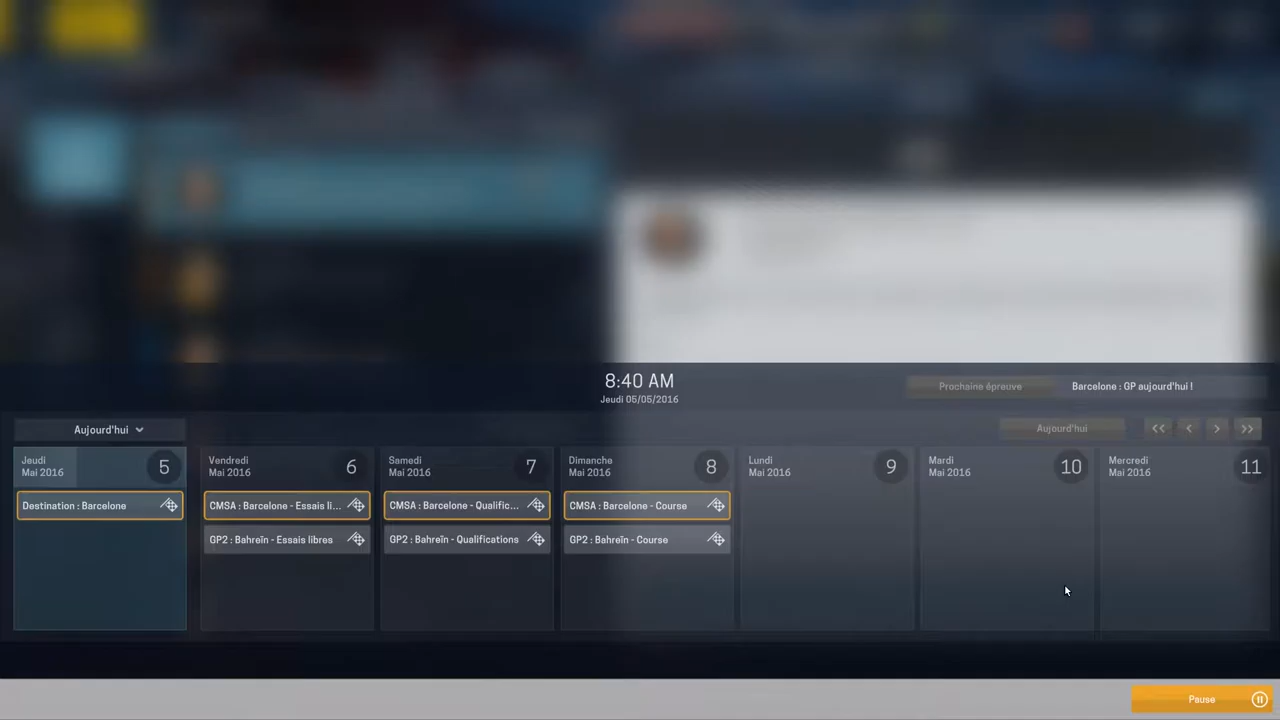 8:40 AM
Jeudi 05/05/2016
Prochaine épreuve
Barcelone : GP aujourd'hui !
Aujourd'hui
Aujourd'hui
Jeudi
Mai 2016
5
Vendredi
Mai 2016
6
Samedi
Mai 2016
7
Dimanche
Mai 2016
8
Lundi
Mai 2016
9
Mardi
Mai 2016
10
Mercredi
Mai 2016
11
Destination : Barcelone
CMSA : Barcelone - Essais li...
CMSA : Barcelone - Qualific...
CMSA : Barcelone - Course
GP2 : Bahreïn - Essais libres
GP2 : Bahreïn - Qualifications
GP2 : Bahreïn - Course
Pause